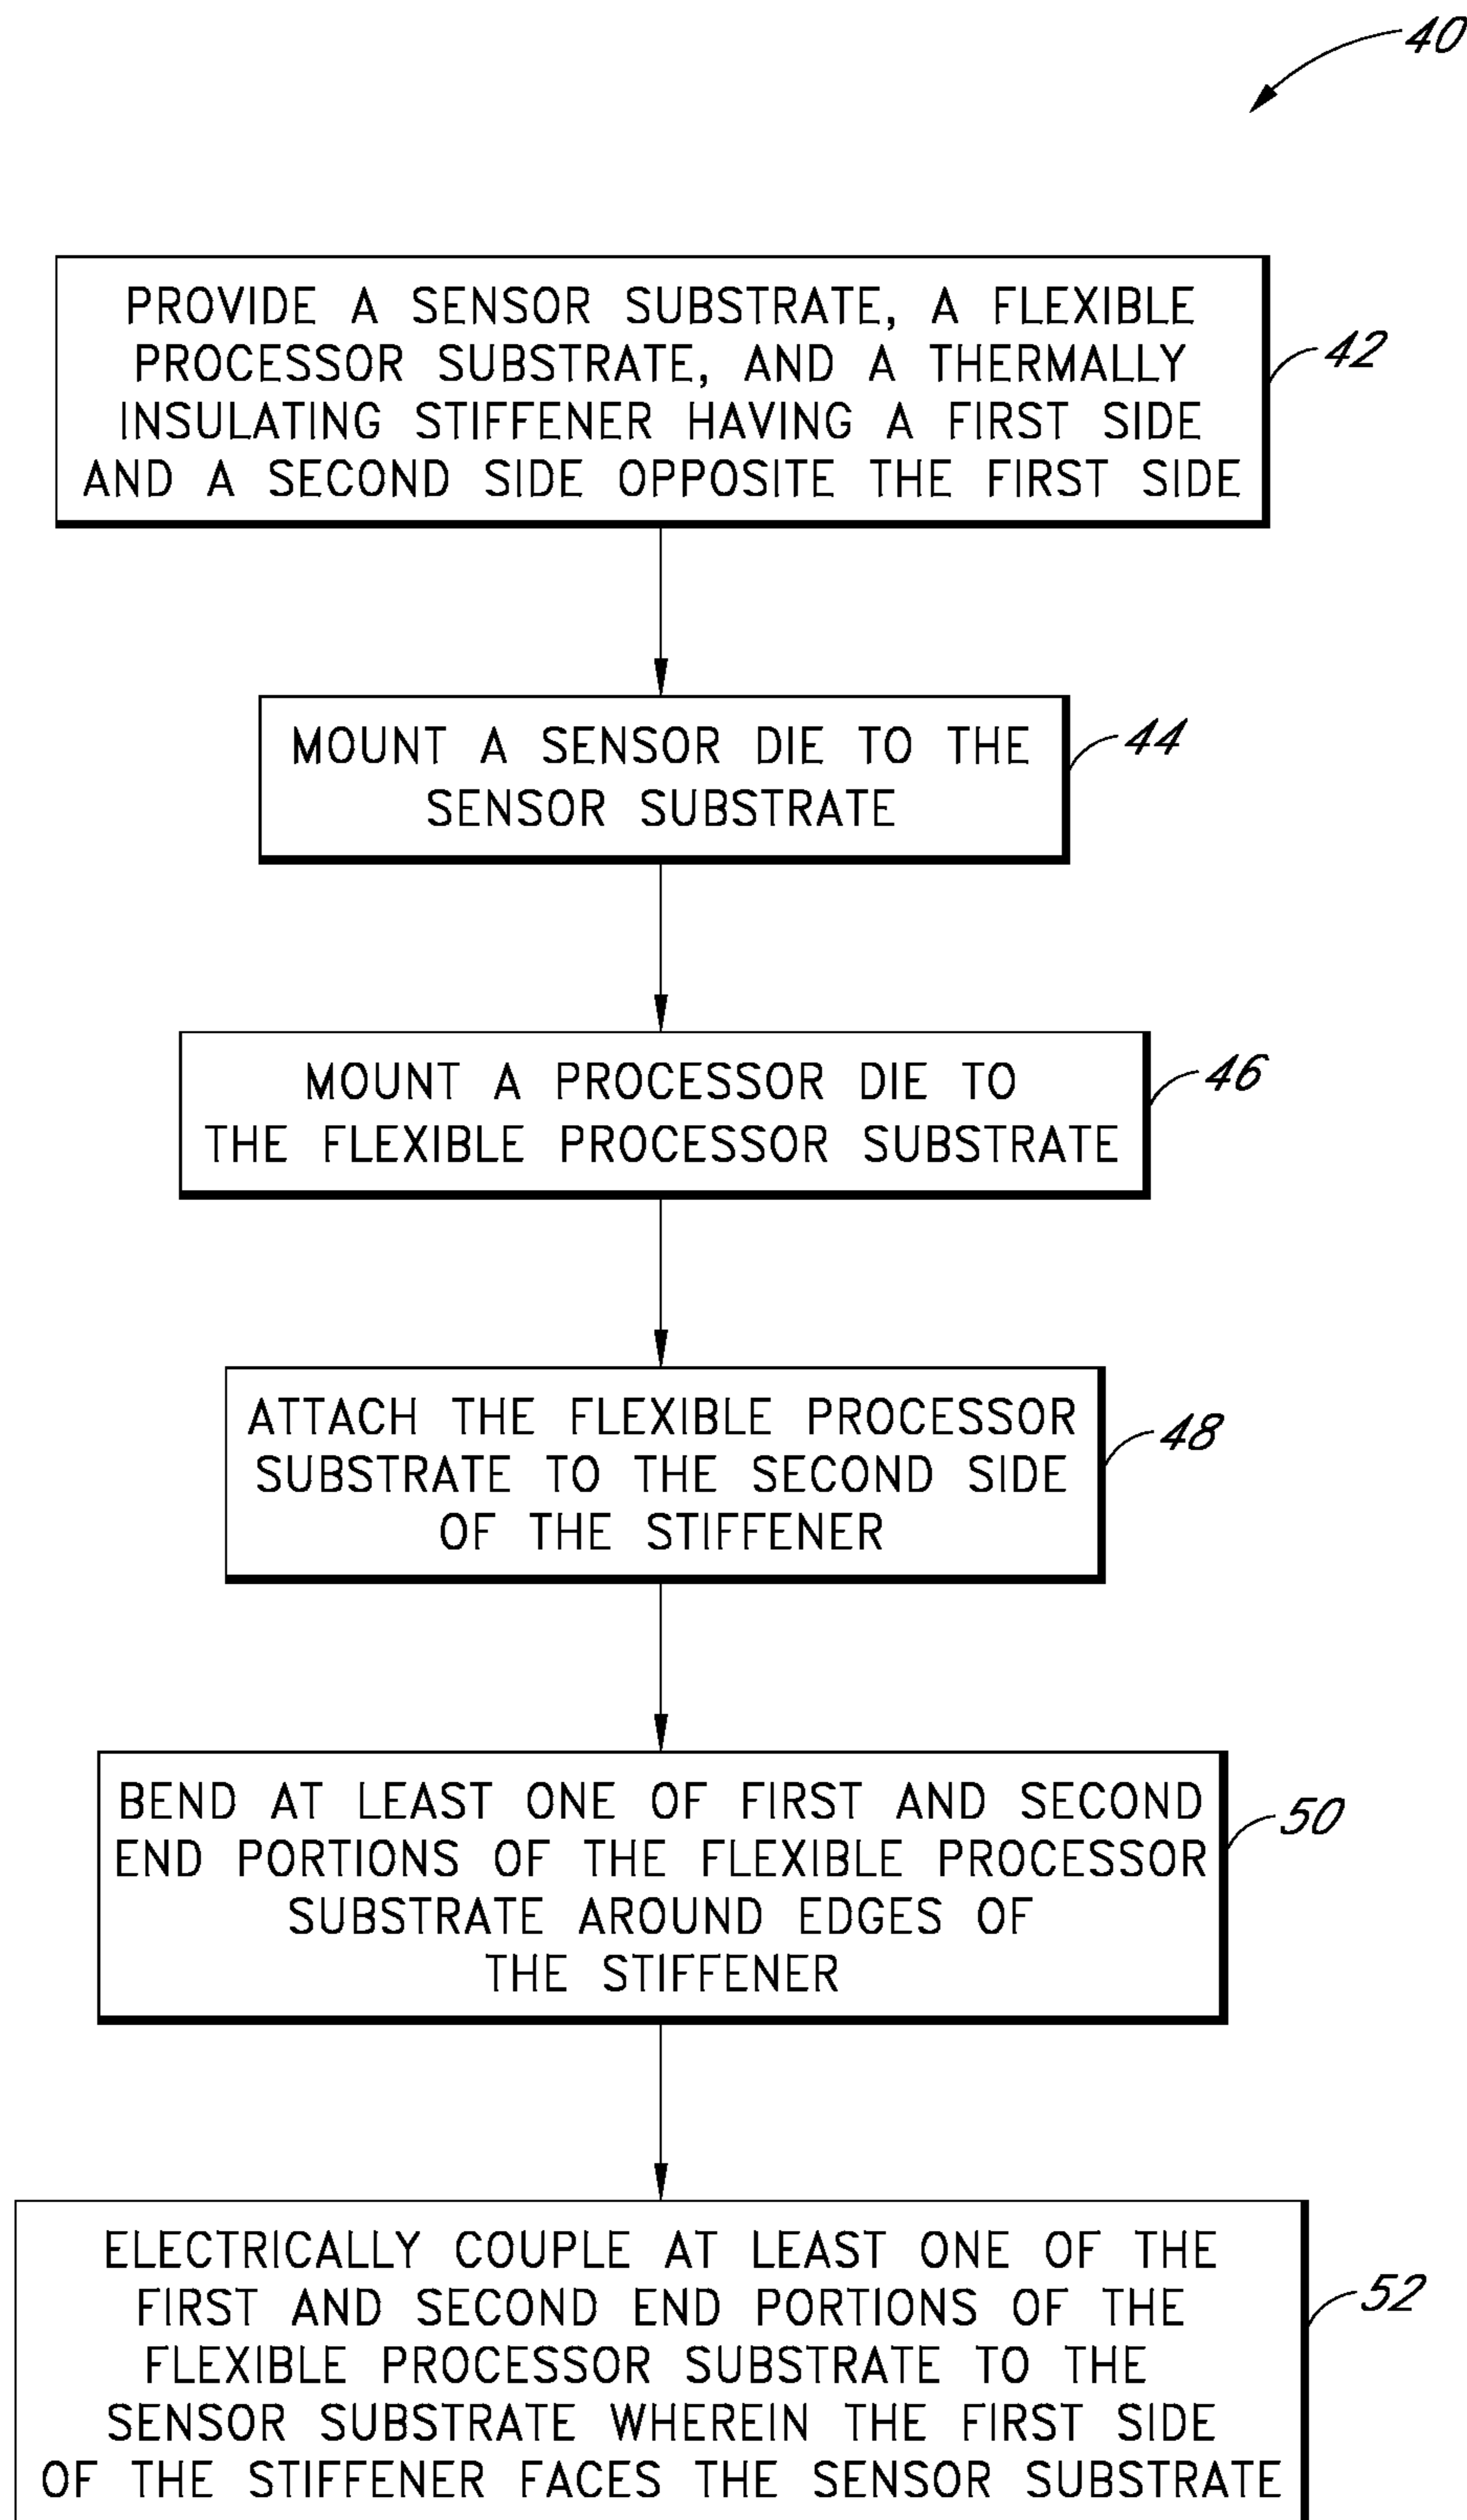 40
PROVIDE A SENSOR SUBSTRATE, A FLEXIBLE
PROCESSOR SUBSTRATE, AND A THERMALLY
INSULATING STIFFENER HAVING A FIRST SIDE
AND A SECOND SIDE OPPOSITE THE FIRST SIDE
42
MOUNT A SENSOR DIE TO THE
SENSOR SUBSTRATE
44
MOUNT A PROCESSOR DIE TO
THE FLEXIBLE PROCESSOR SUBSTRATE
46
ATTACH THE FLEXIBLE PROCESSOR
SUBSTRATE TO THE SECOND SIDE
OF THE STIFFENER
48
BEND AT LEAST ONE OF FIRST AND SECOND
END PORTIONS OF THE FLEXIBLE PROCESSOR
SUBSTRATE AROUND EDGES OF
THE STIFFENER
50
ELECTRICALLY COUPLE AT LEAST ONE OF THE
FIRST AND SECOND END PORTIONS OF THE
FLEXIBLE PROCESSOR SUBSTRATE TO THE
SENSOR SUBSTRATE WHEREIN THE FIRST SIDE
OF THE STIFFENER FACES THE SENSOR SUBSTRATE
52